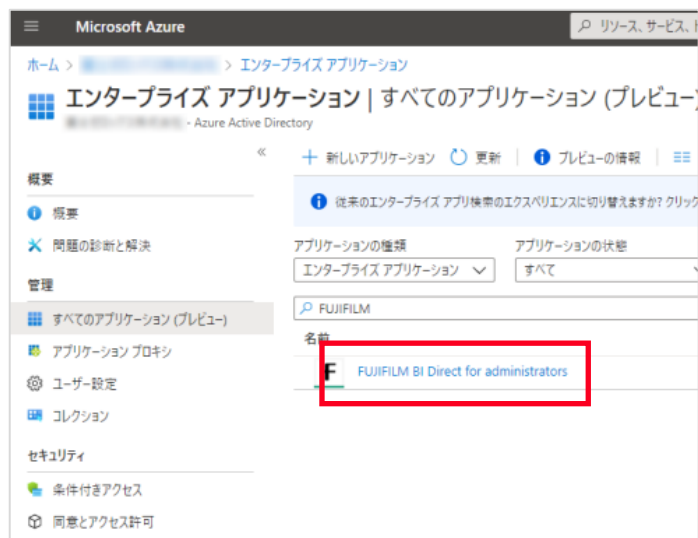 Microsoft Azure
リソース、サービス、
ホーム > > エンタープライズ アプリケーション
エンタープライズ アプリケーション | すべてのアプリケーション (プレビュー)
- Azure Active Directory
«
+ 新しいアプリケーション 更新 プレビューの情報
概要
従来のエンタープライズ アプリ検索のエクスペリエンスに切り替えますか? クリック
概要
問題の診断と解決
アプリケーションの種類 アプリケーションの状態
エンタープライズ アプリケーション すべて
管理
FUJIFILM
すべてのアプリケーション (プレビュー)
名前
アプリケーション プロキシ
F FUJIFILM BI Direct for administrators
ユーザー設定
コレクション
セキュリティ
条件付きアクセス
同意とアクセス許可